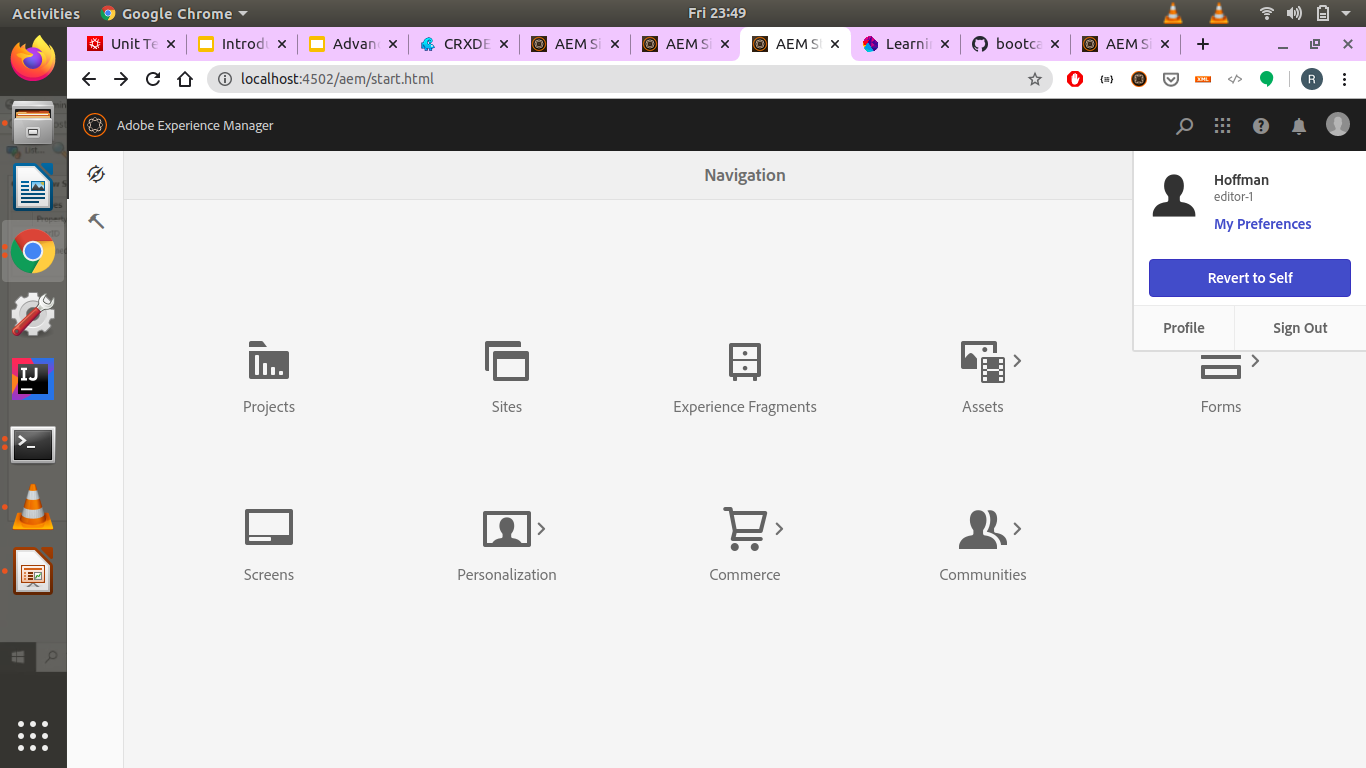 Activities
Google Chrome
Fri 23:49
Unit Te
Introdu
Advan
CRXDE
AEM Si
AEM Si
AEM Si
Learnin
bootca
AEM Si
localhost:4502/aem/start.html
R
Adobe Experience Manager
Navigation
Hoffman
editor-1
My Preferences
Revert to Self
Profile
Sign Out
Projects
Sites
Experience Fragments
Assets
Forms
Screens
Personalization
Commerce
Communities
IJ
XML